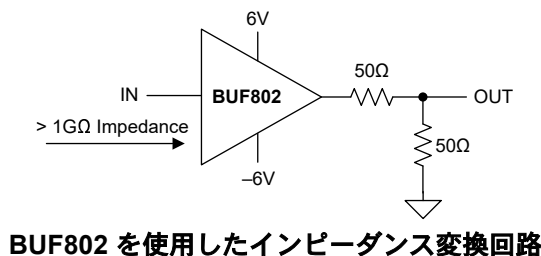 6V
50Ω
IN
BUF802
OUT
> 1GΩ Impedance
50Ω
–6V
BUF802 を使用したインピーダンス変換回路